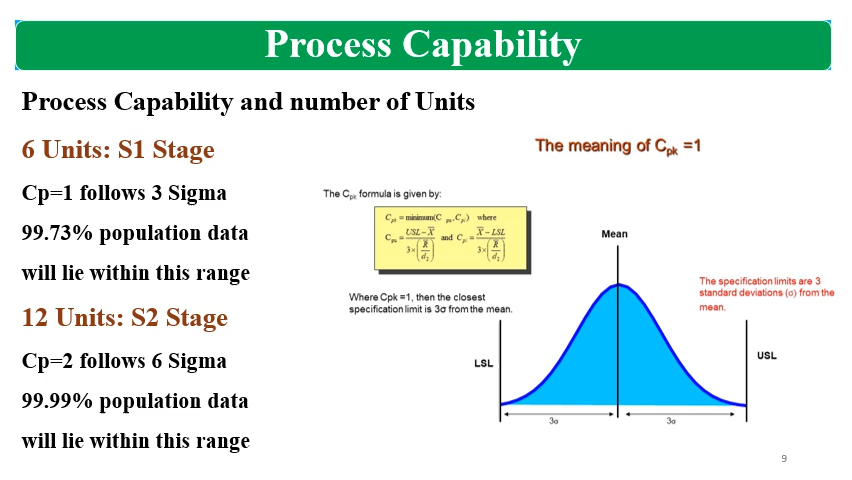 Process Capability
Process Capability and number of Units
6 Units: S1 Stage
Cp=1 follows 3 Sigma
99.73% population data
will lie within this range
12 Units: S2 Stage
Cp=2 follows 6 Sigma
99.99% population data
will lie within this range
The meaning of Cpk =1
The Cpk formula is given by:
Cpk = minimum(C pu, Cpl) where
Cpu = USL − X̄ / 3×(R̄ / d2) and Cpl = X̄ − LSL / 3×(R̄ / d2)
Where Cpk =1, then the closest
specification limit is 3σ from the mean.
Mean
The specification limits are 3
standard deviations (σ) from the
mean.
LSL
USL
3σ
3σ
9